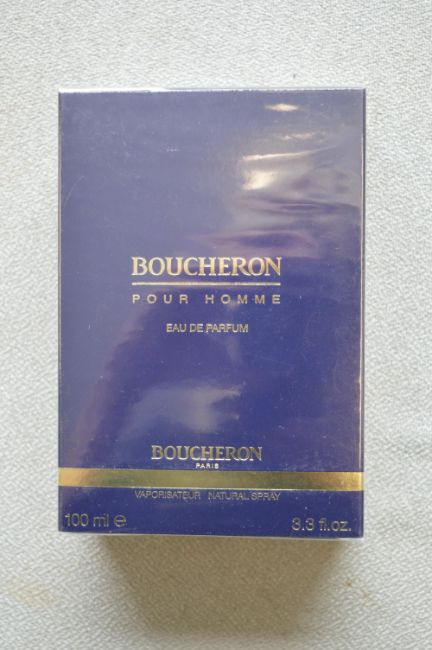 BOUCHERON
POUR HOMME
EAU DE PARFUM
BOUCHERON
PARIS
VAPORISATEUR NATURAL SPRAY
100 ml ℮ 3.3 fl.oz.